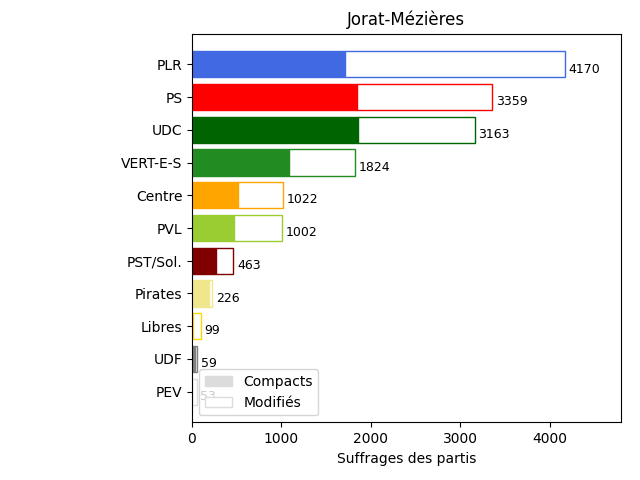 Jorat-Mézières
PLR 4170
PS 3359
UDC 3163
VERT-E-S 1824
Centre 1022
PVL 1002
PST/Sol. 463
Pirates 226
Libres 99
UDF 59
PEV 53
Compacts
Modifiés
0 1000 2000 3000 4000
Suffrages des partis